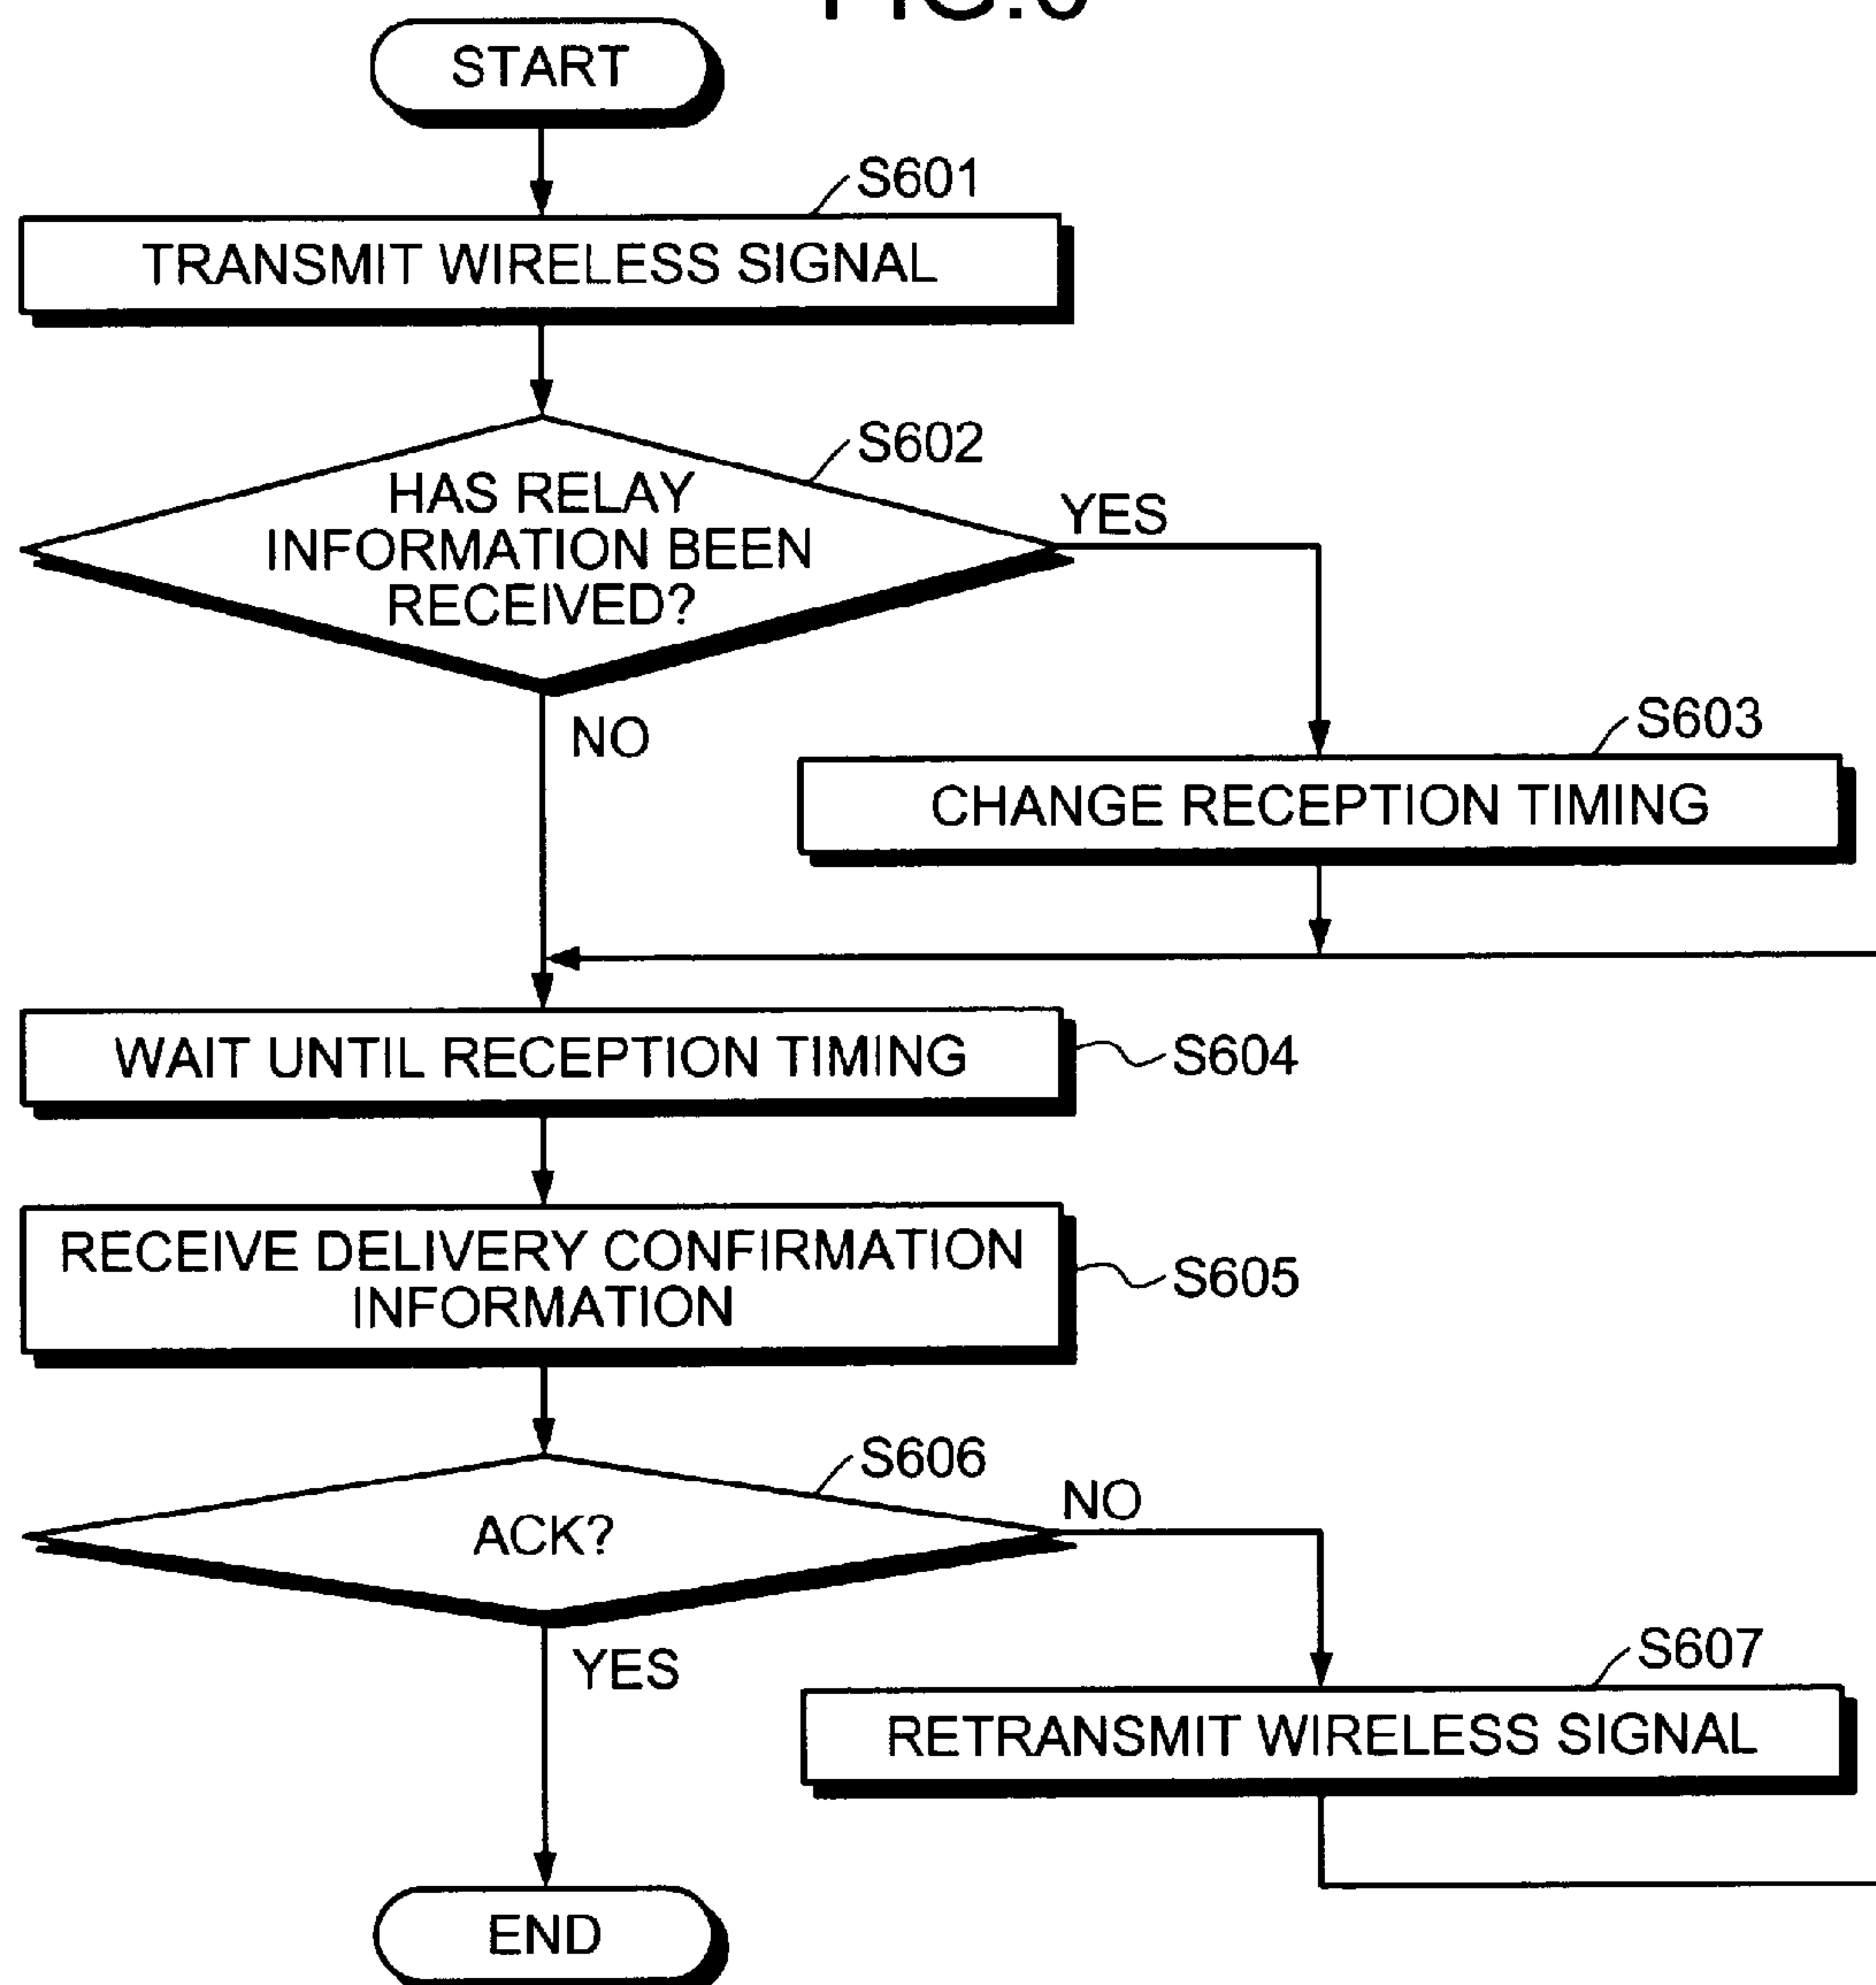 START
S601
TRANSMIT WIRELESS SIGNAL
S602
HAS RELAY
INFORMATION BEEN
RECEIVED?
YES
NO
S603
CHANGE RECEPTION TIMING
WAIT UNTIL RECEPTION TIMING
S604
RECEIVE DELIVERY CONFIRMATION
INFORMATION
S605
S606
ACK?
NO
YES
S607
RETRANSMIT WIRELESS SIGNAL
END